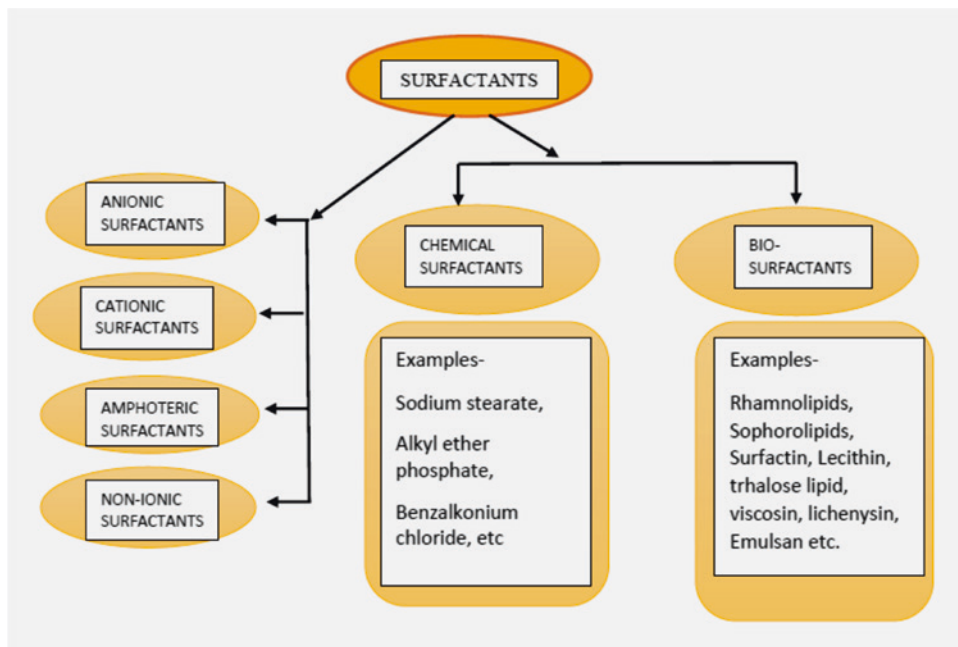 SURFACTANTS
ANIONIC
SURFACTANTS
CATIONIC
SURFACTANTS
AMPHOTERIC
SURFACTANTS
NON-IONIC
SURFACTANTS
CHEMICAL
SURFACTANTS
Examples-
Sodium stearate,
Alkyl ether
phosphate,
Benzalkonium
chloride, etc
BIO-
SURFACTANTS
Examples-
Rhamnolipids,
Sophorolipids,
Surfactin, Lecithin,
trhalose lipid,
viscosin, lichenysin,
Emulsan etc.